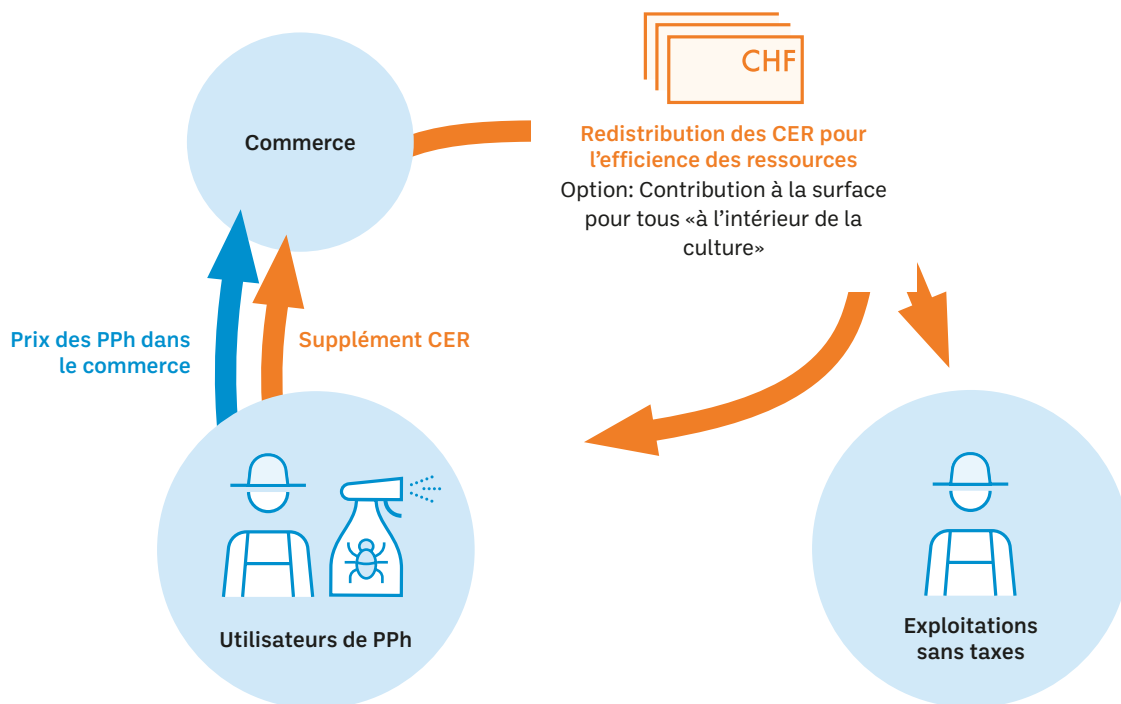 CHF
Commerce
Redistribution des CER pour
l’efficience des ressources
Option: Contribution à la surface
pour tous «à l’intérieur de la
culture»
Prix des PPh dans
le commerce
Supplément CER
Utilisateurs de PPh
Exploitations
sans taxes